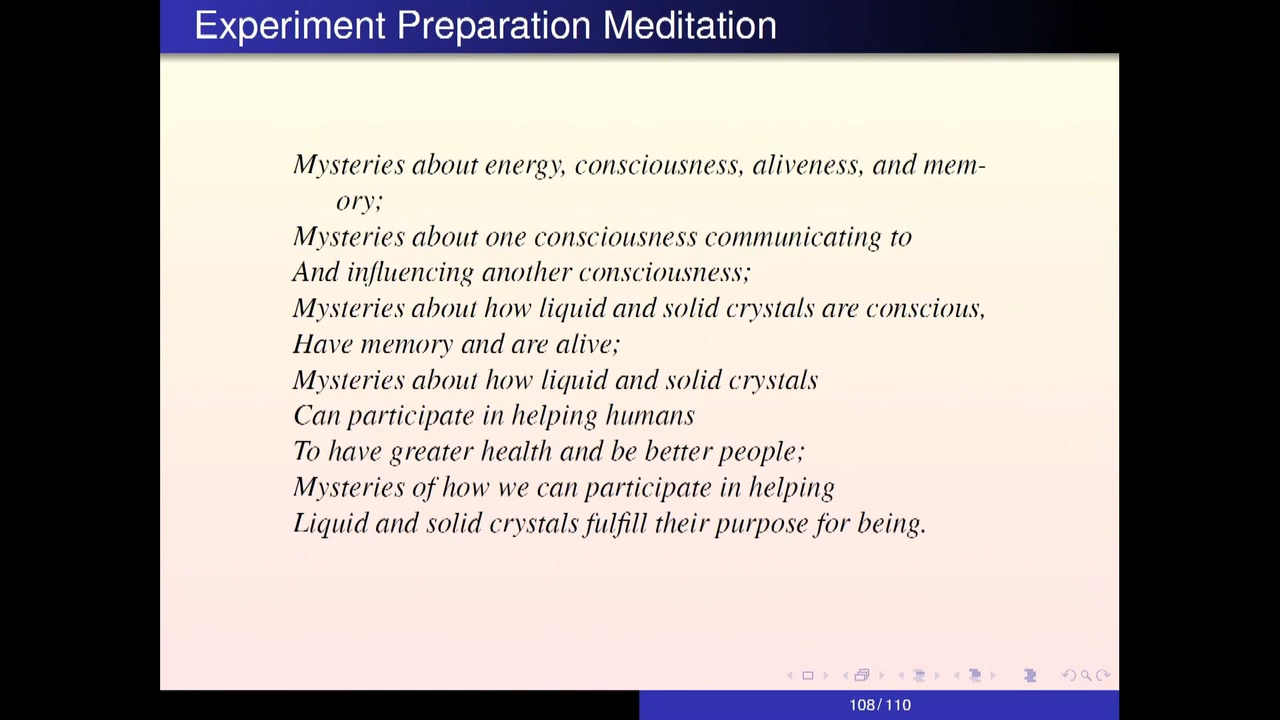 Experiment Preparation Meditation
Mysteries about energy, consciousness, aliveness, and mem-
ory;
Mysteries about one consciousness communicating to
And influencing another consciousness;
Mysteries about how liquid and solid crystals are conscious,
Have memory and are alive;
Mysteries about how liquid and solid crystals
Can participate in helping humans
To have greater health and be better people;
Mysteries of how we can participate in helping
Liquid and solid crystals fulfill their purpose for being.
108/110